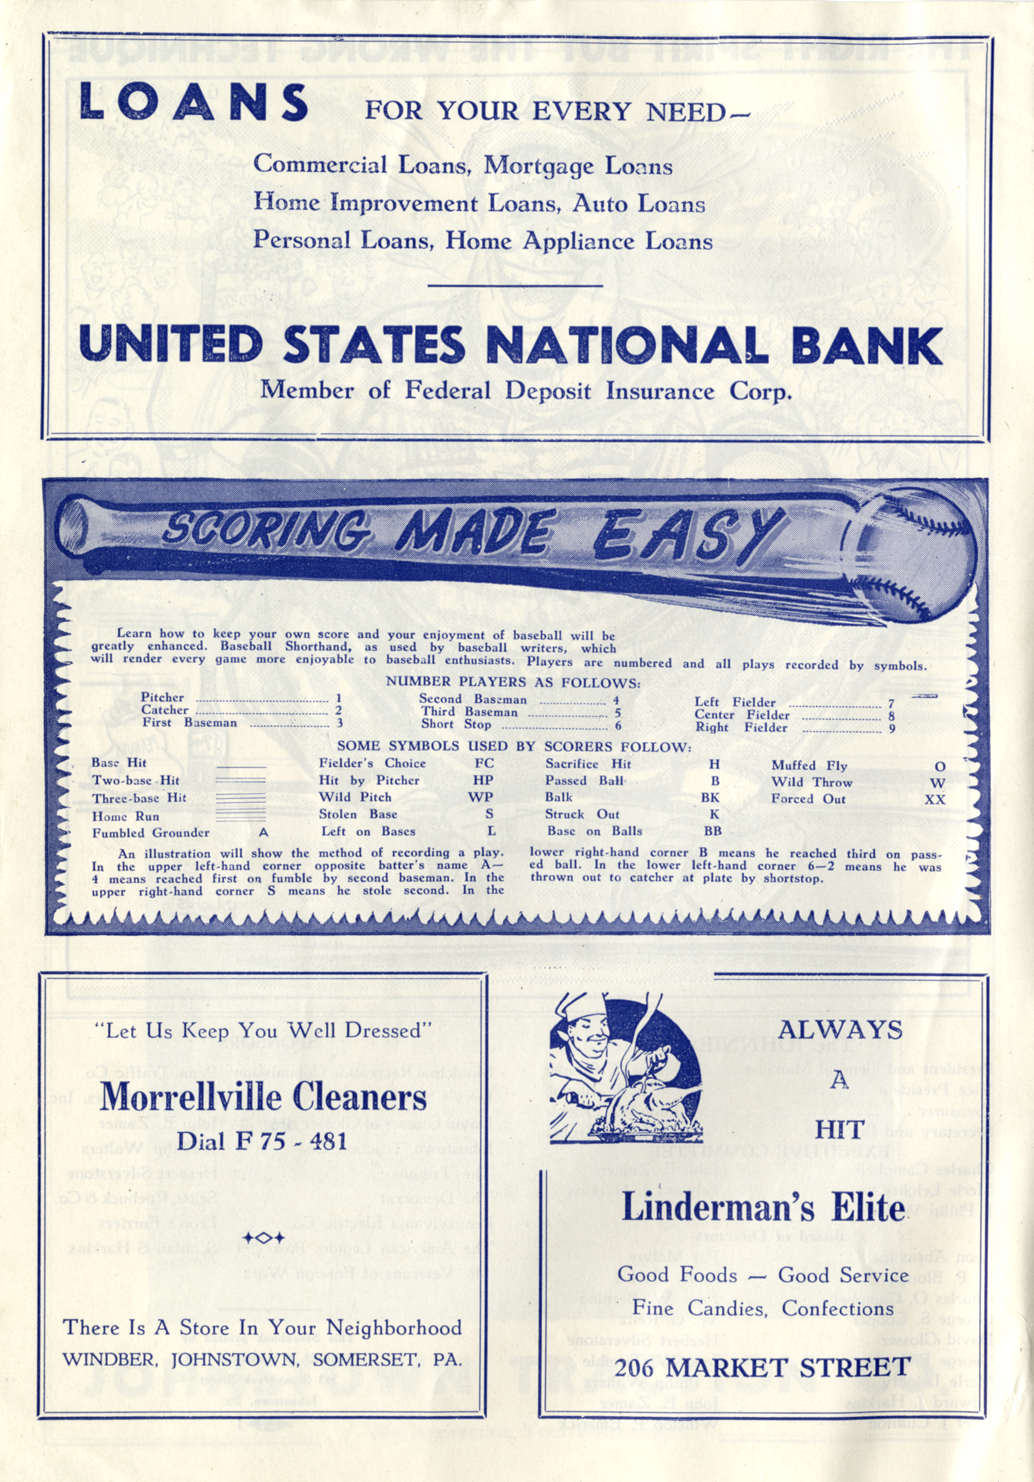 LOANS FOR YOUR EVERY NEED—
Commercial Loans, Mortgage Loans
Home Improvement Loans, Auto Loans
Personal Loans, Home Appliance Loans
UNITED STATES NATIONAL BANK
Member of Federal Deposit Insurance Corp.
SCORING MADE EASY
Learn how to keep your own score and your enjoyment of baseball will be
greatly enhanced. Baseball Shorthand, as used by baseball writers, which
will render every game more enjoyable to baseball enthusiasts. Players are numbered and all plays recorded by symbols.
NUMBER PLAYERS AS FOLLOWS:
Pitcher 1
Catcher 2
First Baseman 3
Second Baseman 4
Third Baseman 5
Short Stop 6
Left Fielder 7
Center Fielder 8
Right Fielder 9
SOME SYMBOLS USED BY SCORERS FOLLOW:
Base Hit
Two-base Hit
Three-base Hit
Home Run
Fumbled Grounder A
Fielder's Choice FC
Hit by Pitcher HP
Wild Pitch WP
Stolen Base S
Left on Bases L
Sacrifice Hit H
Passed Ball B
Balk BK
Struck Out K
Base on Balls BB
Muffed Fly O
Wild Throw W
Forced Out XX
An illustration will show the method of recording a play.
In the upper left-hand corner opposite batter's name A—
4 means reached first on fumble by second baseman. In the
upper right-hand corner S means he stole second. In the
lower right-hand corner B means he reached third on pass-
ed ball. In the lower left-hand corner 6—2 means he was
thrown out to catcher at plate by shortstop.
"Let Us Keep You Well Dressed"
Morrellville Cleaners
Dial F 75 - 481
There Is A Store In Your Neighborhood
WINDBER, JOHNSTOWN, SOMERSET, PA.
ALWAYS
A
HIT
Linderman's Elite
Good Foods — Good Service
Fine Candies, Confections
206 MARKET STREET